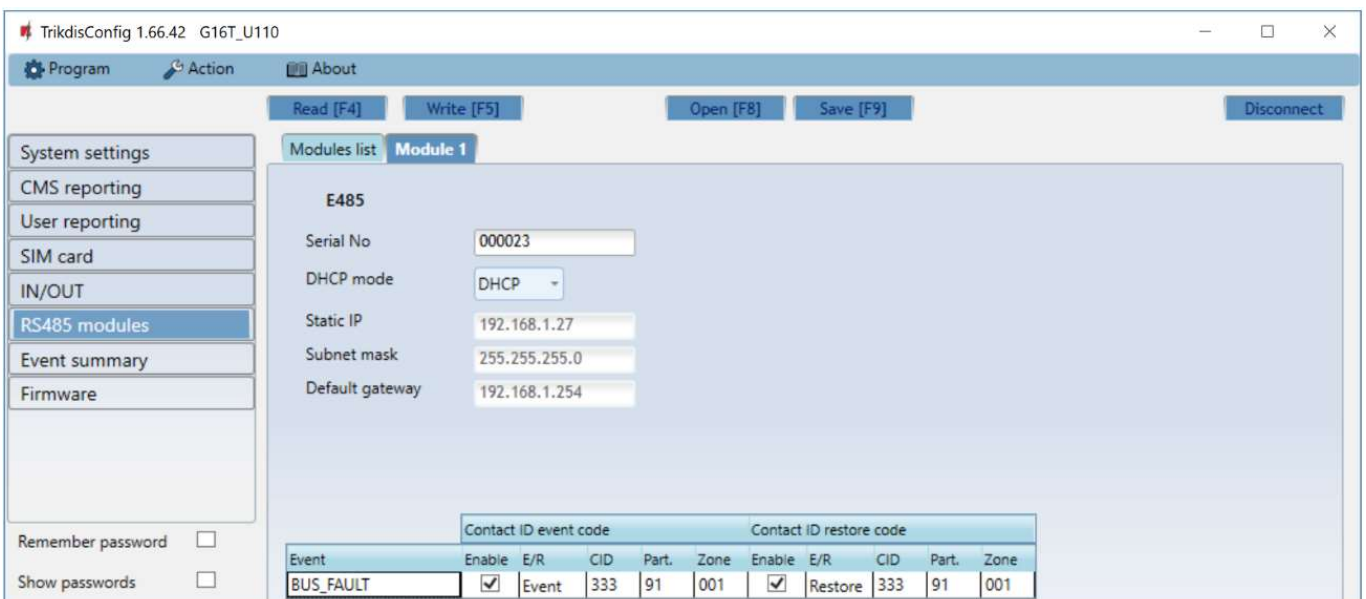 TrikdisConfig 1.66.42 G16T_U110
Program Action About
Read [F4] Write [F5] Open [F8] Save [F9] Disconnect
System settings
CMS reporting
User reporting
SIM card
IN/OUT
RS485 modules
Event summary
Firmware
Remember password
Show passwords
Modules list Module 1
E485
Serial No 000023
DHCP mode DHCP
Static IP 192.168.1.27
Subnet mask 255.255.255.0
Default gateway 192.168.1.254
Contact ID event code Contact ID restore code
Event Enable E/R CID Part. Zone Enable E/R CID Part. Zone
BUS_FAULT Event 333 91 001 Restore 333 91 001